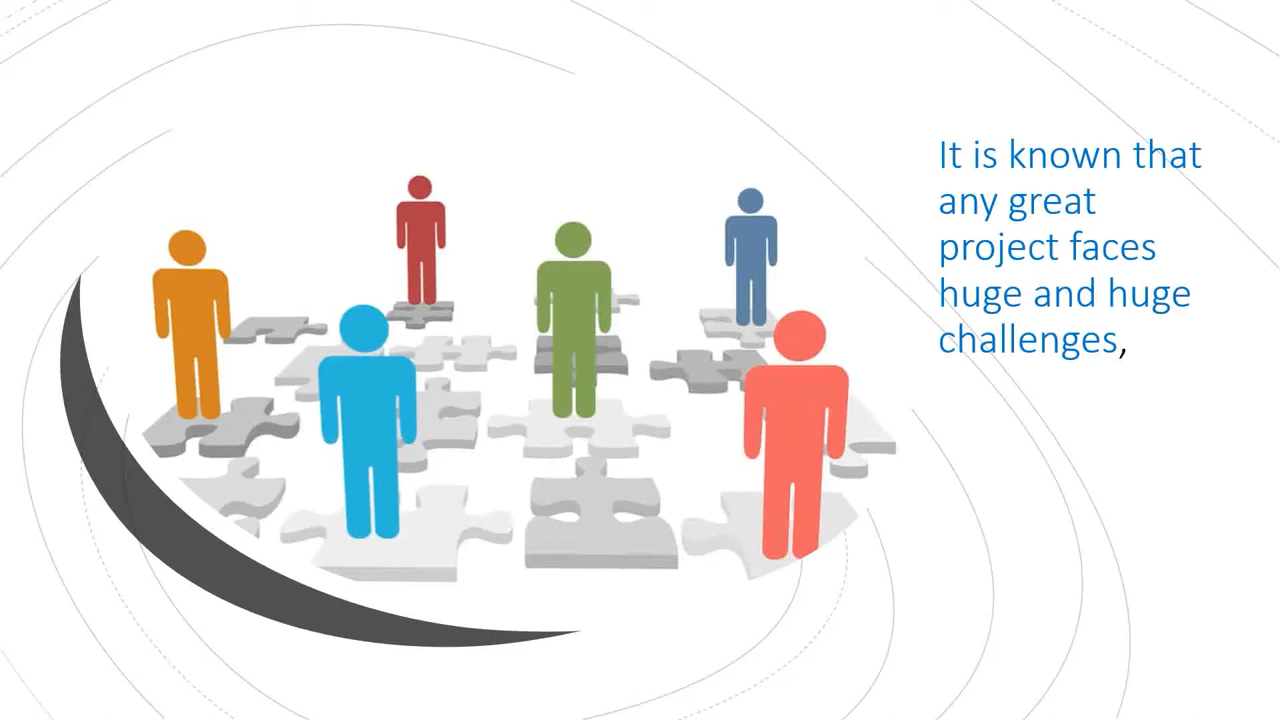 It is known that
any great
project faces
huge and huge
challenges,